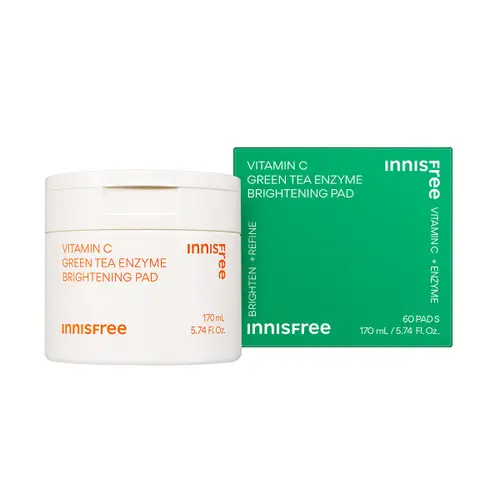 VITAMIN C
GREEN TEA ENZYME
BRIGHTENING PAD
INNISFree
170 mL
5.74 Fl. Oz.
INNISFree
VITAMIN C
GREEN TEA ENZYME
BRIGHTENING PAD
INNISFree
VITAMIN C + ENZYME
BRIGHTEN + REFINE
60 PADS
170 mL / 5.74 Fl. Oz.
INNISFree